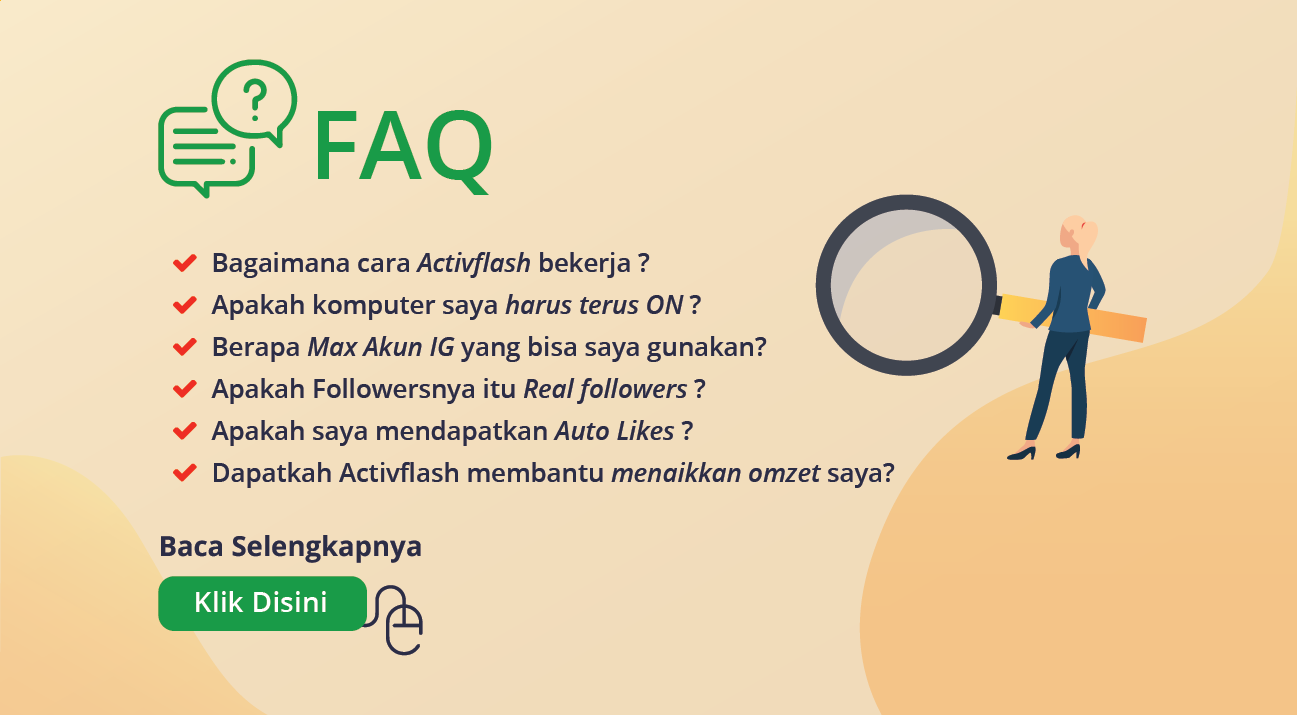 ?
FAQ
Bagaimana cara Activflash bekerja ?
Apakah komputer saya harus terus ON ?
Berapa Max Akun IG yang bisa saya gunakan?
Apakah Followersnya itu Real followers ?
Apakah saya mendapatkan Auto Likes ?
Dapatkah Activflash membantu menaikkan omzet saya?
Baca Selengkapnya
Klik Disini